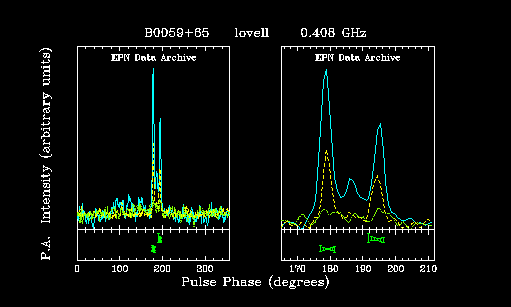 B0059+65 lovell 0.408 GHz
EPN Data Archive EPN Data Archive
P.A. Intensity (arbitrary units)
0 100 200 300 170 180 190 200 210
Pulse Phase (degrees)